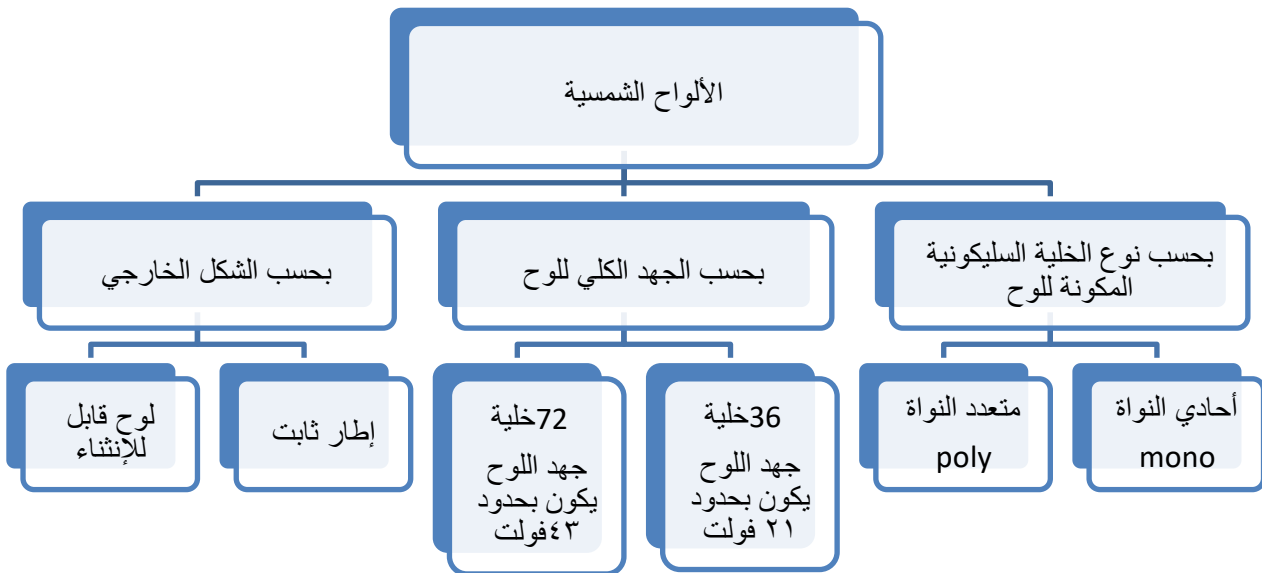 الألواح الشمسية
بحسب نوع الخلية السليكونية
المكونة للوح
بحسب الجهد الكلي للوح
بحسب الشكل الخارجي
أحادي النواة
mono
متعدد النواة
poly
36خلية
جهد اللوح
يكون بحدود
٢١ فولت
72خلية
جهد اللوح
يكون بحدود
٤٣فولت
إطار ثابت
لوح قابل
للإنثناء